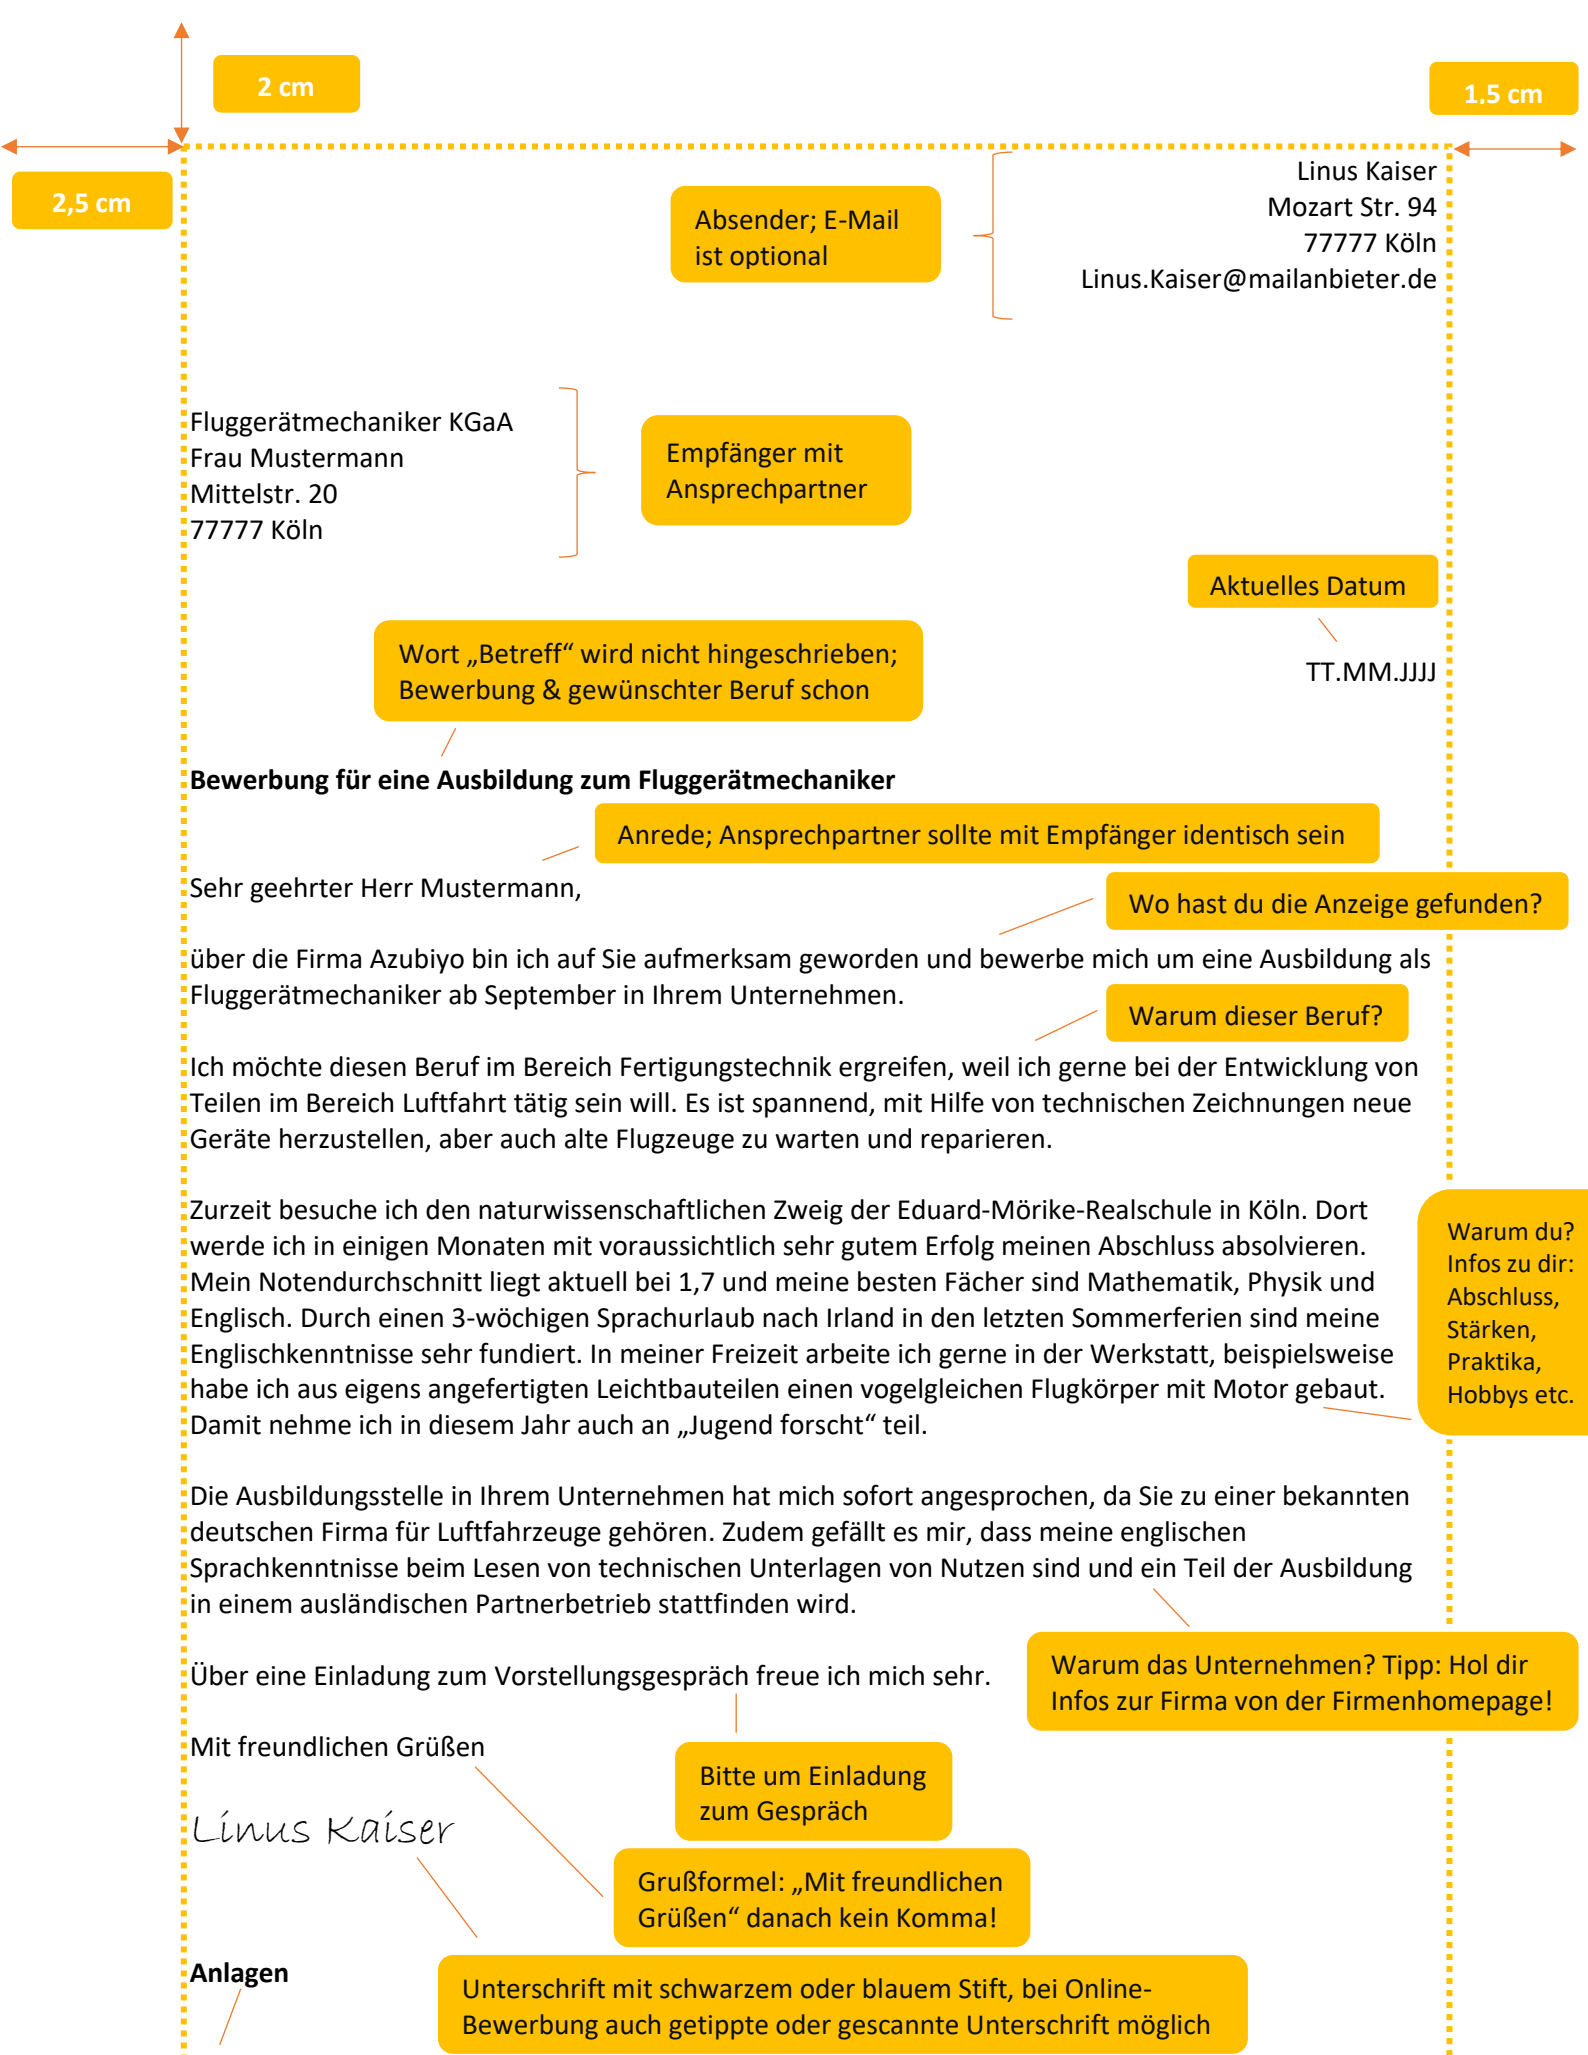 2 cm
1,5 cm
2,5 cm
Linus Kaiser
Mozart Str. 94
77777 Köln
Linus.Kaiser@mailanbieter.de
Absender; E-Mail
ist optional
Fluggerätmechaniker KGaA
Frau Mustermann
Mittelstr. 20
77777 Köln
Empfänger mit
Ansprechpartner
Aktuelles Datum
TT.MM.JJJJ
Wort „Betreff“ wird nicht hingeschrieben;
Bewerbung & gewünschter Beruf schon
Bewerbung für eine Ausbildung zum Fluggerätmechaniker
Anrede; Ansprechpartner sollte mit Empfänger identisch sein
Sehr geehrter Herr Mustermann,
Wo hast du die Anzeige gefunden?
über die Firma Azubiyo bin ich auf Sie aufmerksam geworden und bewerbe mich um eine Ausbildung als
Fluggerätmechaniker ab September in Ihrem Unternehmen.
Warum dieser Beruf?
Ich möchte diesen Beruf im Bereich Fertigungstechnik ergreifen, weil ich gerne bei der Entwicklung von
Teilen im Bereich Luftfahrt tätig sein will. Es ist spannend, mit Hilfe von technischen Zeichnungen neue
Geräte herzustellen, aber auch alte Flugzeuge zu warten und reparieren.
Zurzeit besuche ich den naturwissenschaftlichen Zweig der Eduard-Mörike-Realschule in Köln. Dort
werde ich in einigen Monaten mit voraussichtlich sehr gutem Erfolg meinen Abschluss absolvieren.
Mein Notendurchschnitt liegt aktuell bei 1,7 und meine besten Fächer sind Mathematik, Physik und
Englisch. Durch einen 3-wöchigen Sprachurlaub nach Irland in den letzten Sommerferien sind meine
Englischkenntnisse sehr fundiert. In meiner Freizeit arbeite ich gerne in der Werkstatt, beispielsweise
habe ich aus eigens angefertigten Leichtbauteilen einen vogelgleichen Flugkörper mit Motor gebaut.
Damit nehme ich in diesem Jahr auch an „Jugend forscht“ teil.
Warum du?
Infos zu dir:
Abschluss,
Stärken,
Praktika,
Hobbys etc.
Die Ausbildungsstelle in Ihrem Unternehmen hat mich sofort angesprochen, da Sie zu einer bekannten
deutschen Firma für Luftfahrzeuge gehören. Zudem gefällt es mir, dass meine englischen
Sprachkenntnisse beim Lesen von technischen Unterlagen von Nutzen sind und ein Teil der Ausbildung
in einem ausländischen Partnerbetrieb stattfinden wird.
Warum das Unternehmen? Tipp: Hol dir
Infos zur Firma von der Firmenhomepage!
Über eine Einladung zum Vorstellungsgespräch freue ich mich sehr.
Mit freundlichen Grüßen
Bitte um Einladung
zum Gespräch
Linus Kaiser
Grußformel: „Mit freundlichen
Grüßen“ danach kein Komma!
Anlagen
Unterschrift mit schwarzem oder blauem Stift, bei Online-
Bewerbung auch getippte oder gescannte Unterschrift möglich